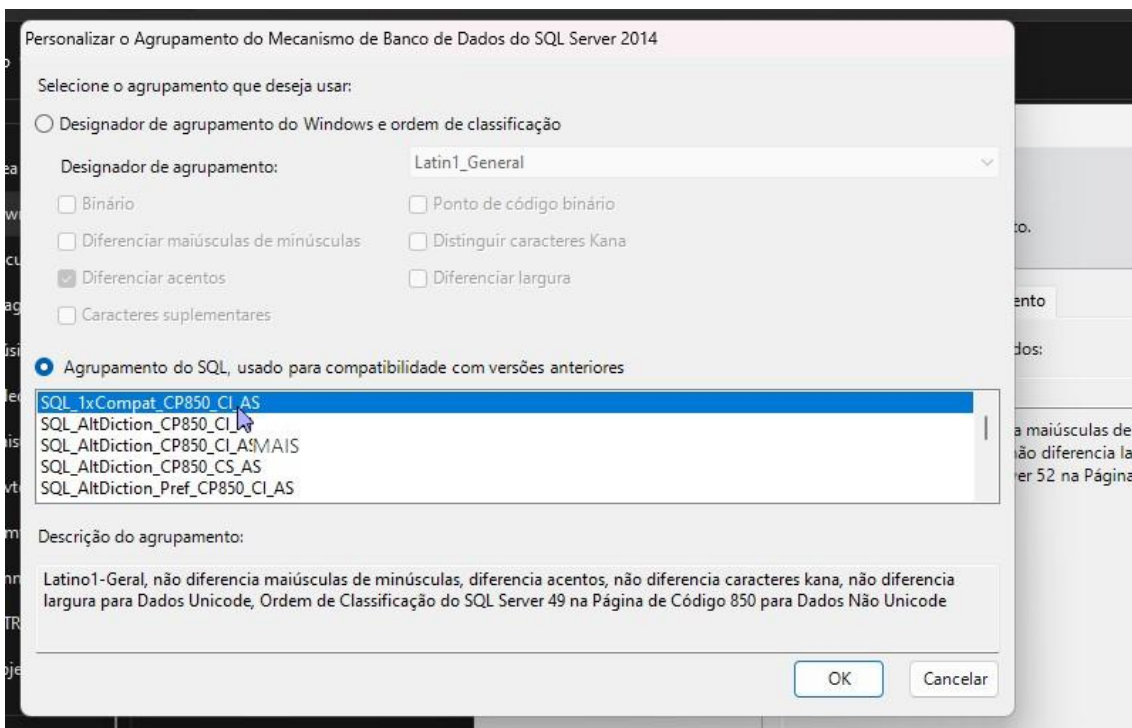 Personalizar o Agrupamento do Mecanismo de Banco de Dados do SQL Server 2014
Selecione o agrupamento que deseja usar:
Designador de agrupamento do Windows e ordem de classificação
Designador de agrupamento:
Latin1_General
Binário
Ponto de código binário
Diferenciar maiúsculas de minúsculas
Distinguir caracteres Kana
to.
Diferenciar acentos
Diferenciar largura
ento
Caracteres suplementares
dos:
Agrupamento do SQL, usado para compatibilidade com versões anteriores
SQL_1xCompat_CP850_CI_AS
SQL_AltDiction_CP850_CI_
SQL_AltDiction_CP850_CI_ASMAIS
SQL_AltDiction_CP850_CS_AS
SQL_AltDiction_Pref_CP850_CI_AS
a maiúsculas de
ão diferencia la
er 52 na Página
Descrição do agrupamento:
Latino1-Geral, não diferencia maiúsculas de minúsculas, diferencia acentos, não diferencia caracteres kana, não diferencia
largura para Dados Unicode, Ordem de Classificação do SQL Server 49 na Página de Código 850 para Dados Não Unicode
OK
Cancelar